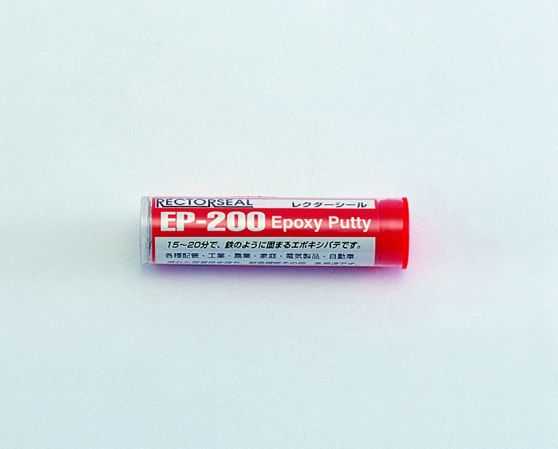 RECTORSEAL レクターシール
EP-200 Epoxy Putty
15～20分で、鉄のように固まるエポキシパテです。
各種配管・工業・農業・家庭・電気製品・自動車